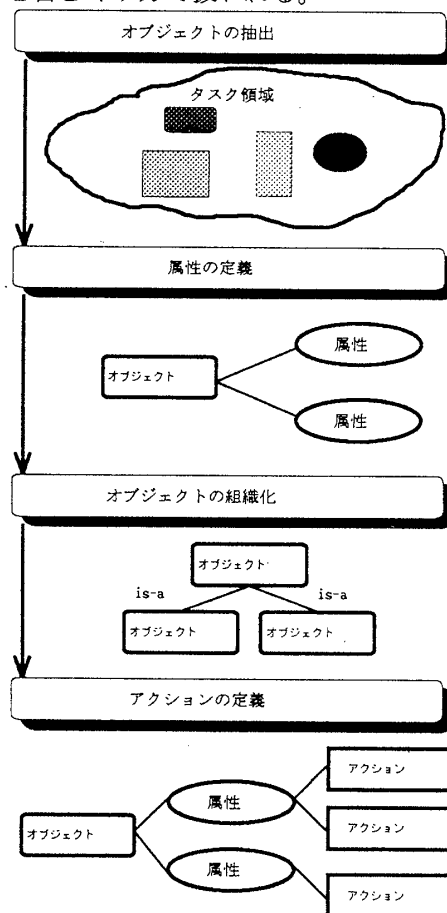 オブジェクトの抽出
タスク領域
属性の定義
属性
オブジェクト
属性
オブジェクトの組織化
オブジェクト
is-a
is-a
オブジェクト
オブジェクト
アクションの定義
アクション
属性
アクション
オブジェクト
属性
アクション